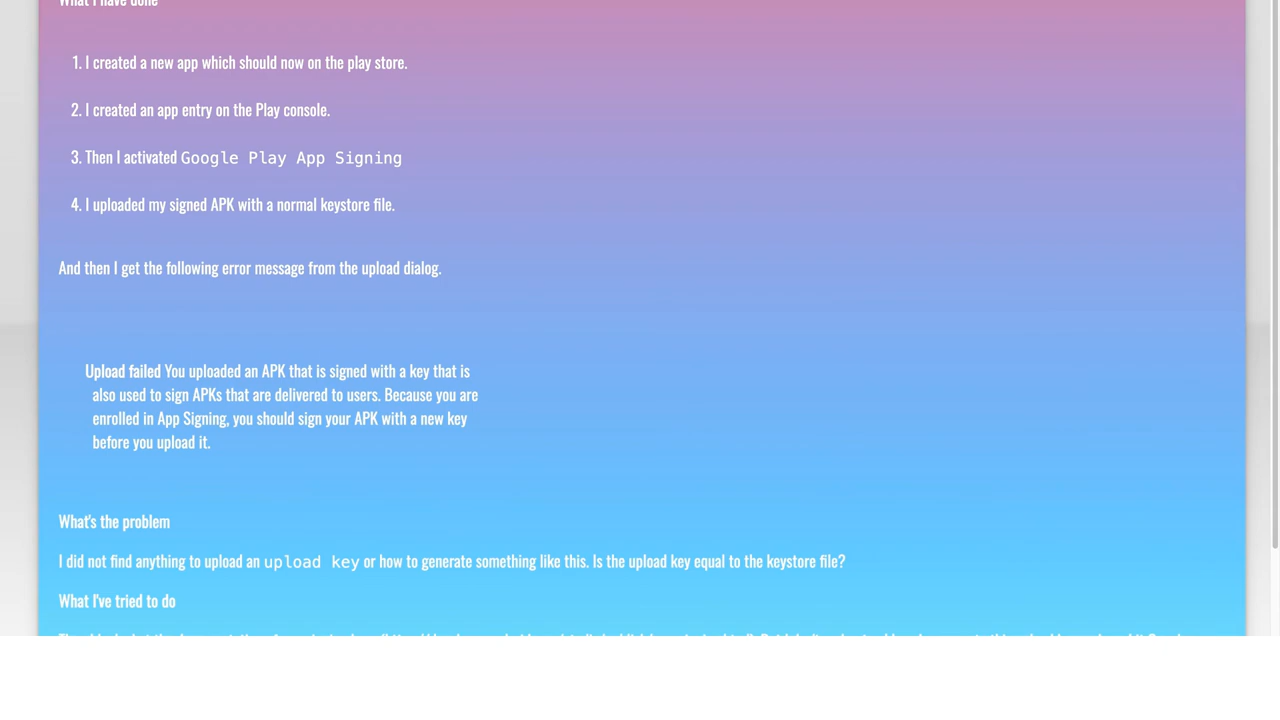 What I have done
1. I created a new app which should now on the play store.
2. I created an app entry on the Play console.
3. Then I activated Google Play App Signing
4. I uploaded my signed APK with a normal keystore file.
And then I get the following error message from the upload dialog.
Upload failed You uploaded an APK that is signed with a key that is
also used to sign APKs that are delivered to users. Because you are
enrolled in App Signing, you should sign your APK with a new key
before you upload it.
What's the problem
I did not find anything to upload an upload key or how to generate something like this. Is the upload key equal to the keystore file?
What I've tried to do